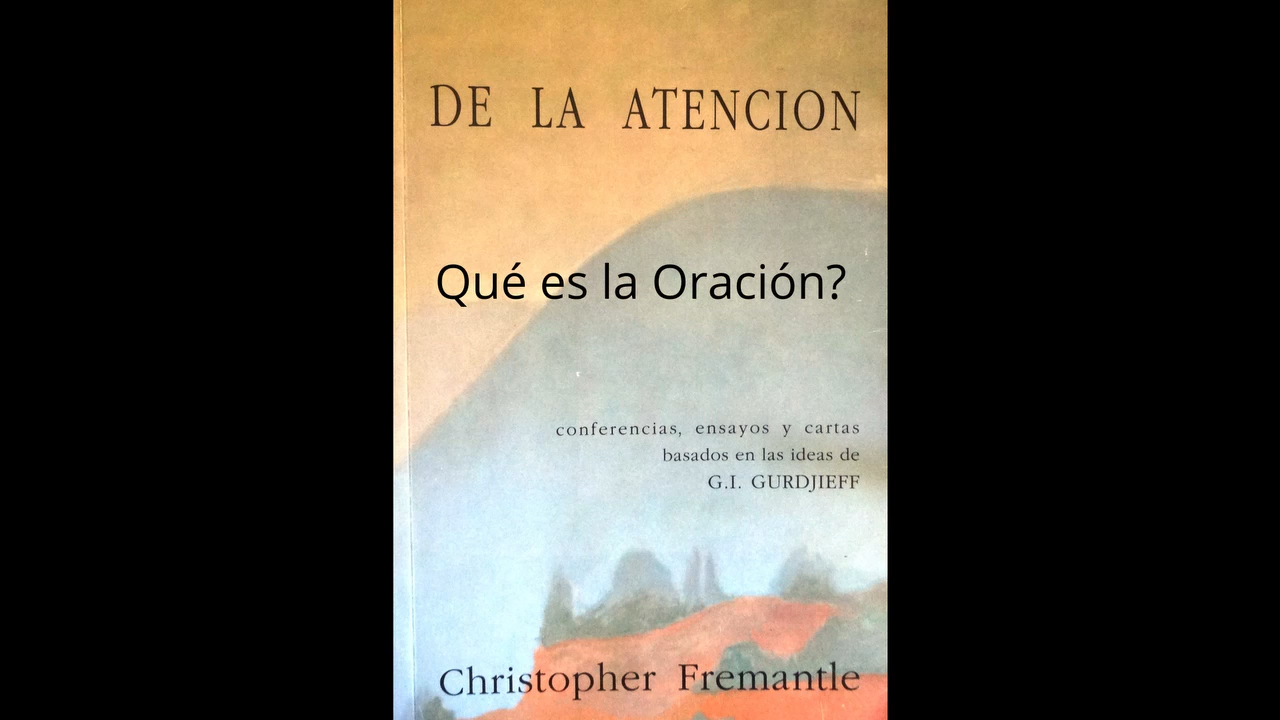 DE LA ATENCION
Qué es la Oración?
conferencias, ensayos y cartas
basados en las ideas de
G.I. GURDJIEFF
Christopher Fremantle